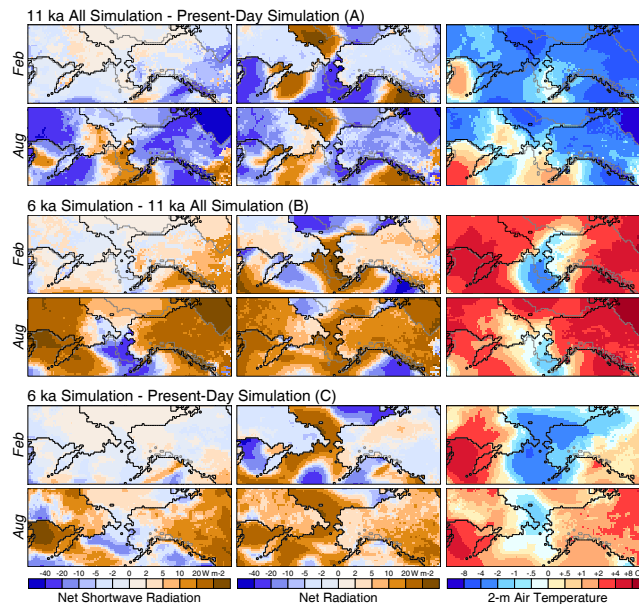 11 ka All Simulation - Present-Day Simulation (A)
Feb
Aug
6 ka Simulation - 11 ka All Simulation (B)
Feb
Aug
6 ka Simulation - Present-Day Simulation (C)
Feb
Aug
-40 -20 -10 -5 -2 0 2 5 10 20 W m-2
-40 -20 -10 -5 -2 0 2 5 10 20 W m-2
-8 -4 -2 -1 -.5 0 +.5 +1 +2 +4 +8 C
Net Shortwave Radiation
Net Radiation
2-m Air Temperature